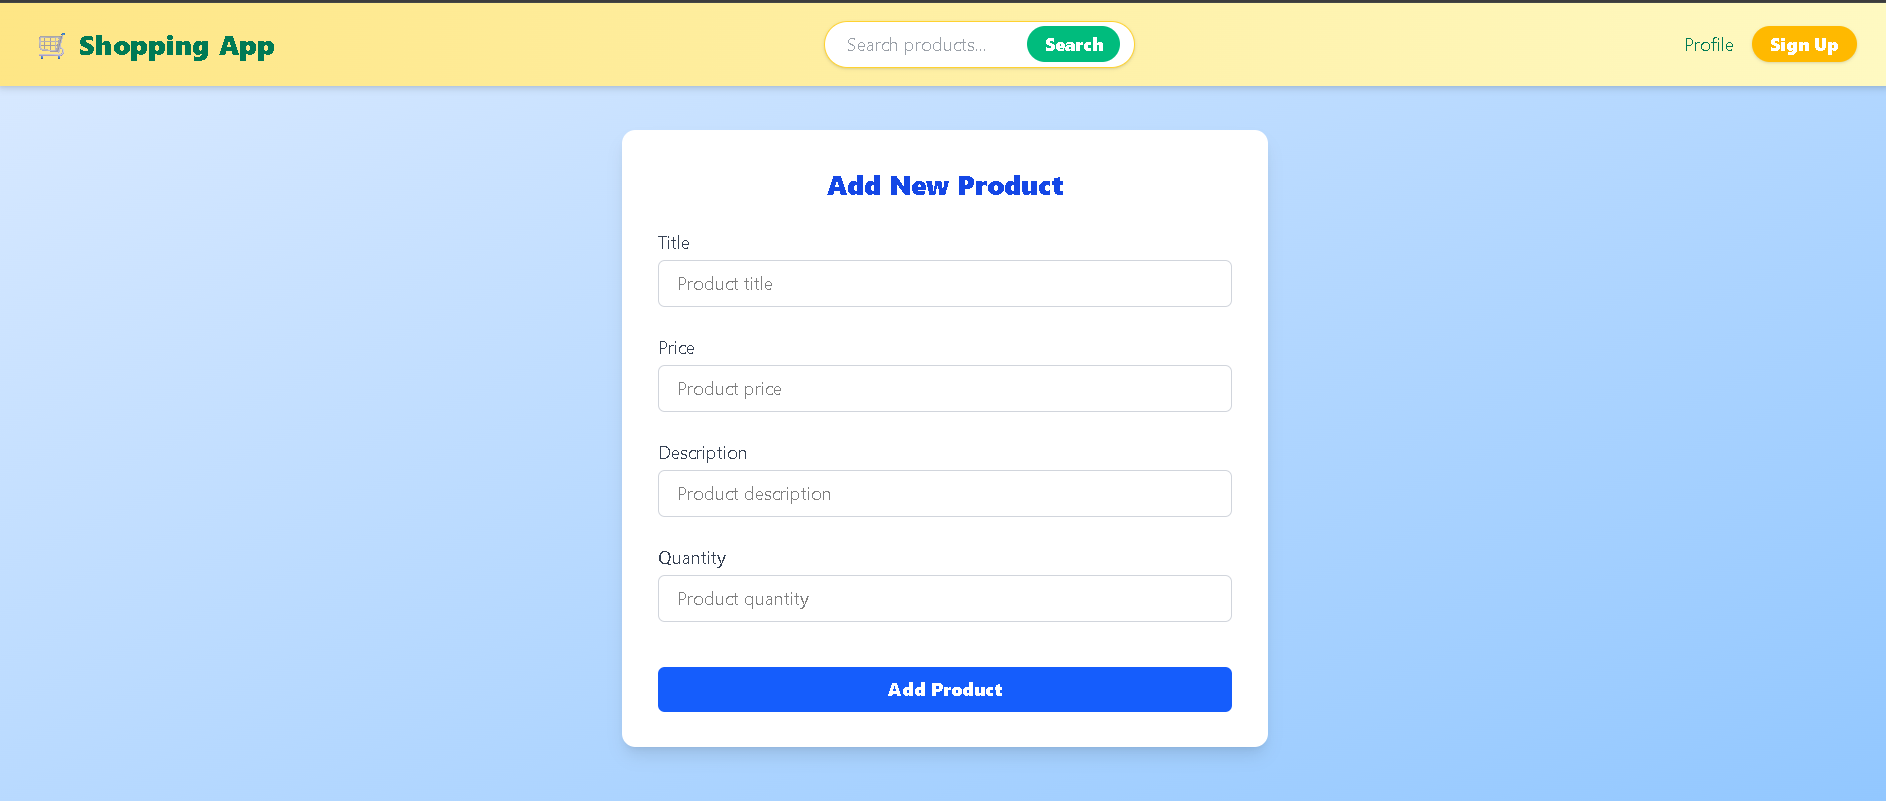 Shopping App
Search products...
Search
Profile
Sign Up
Add New Product
Title
Product title
Price
Product price
Description
Product description
Quantity
Product quantity
Add Product